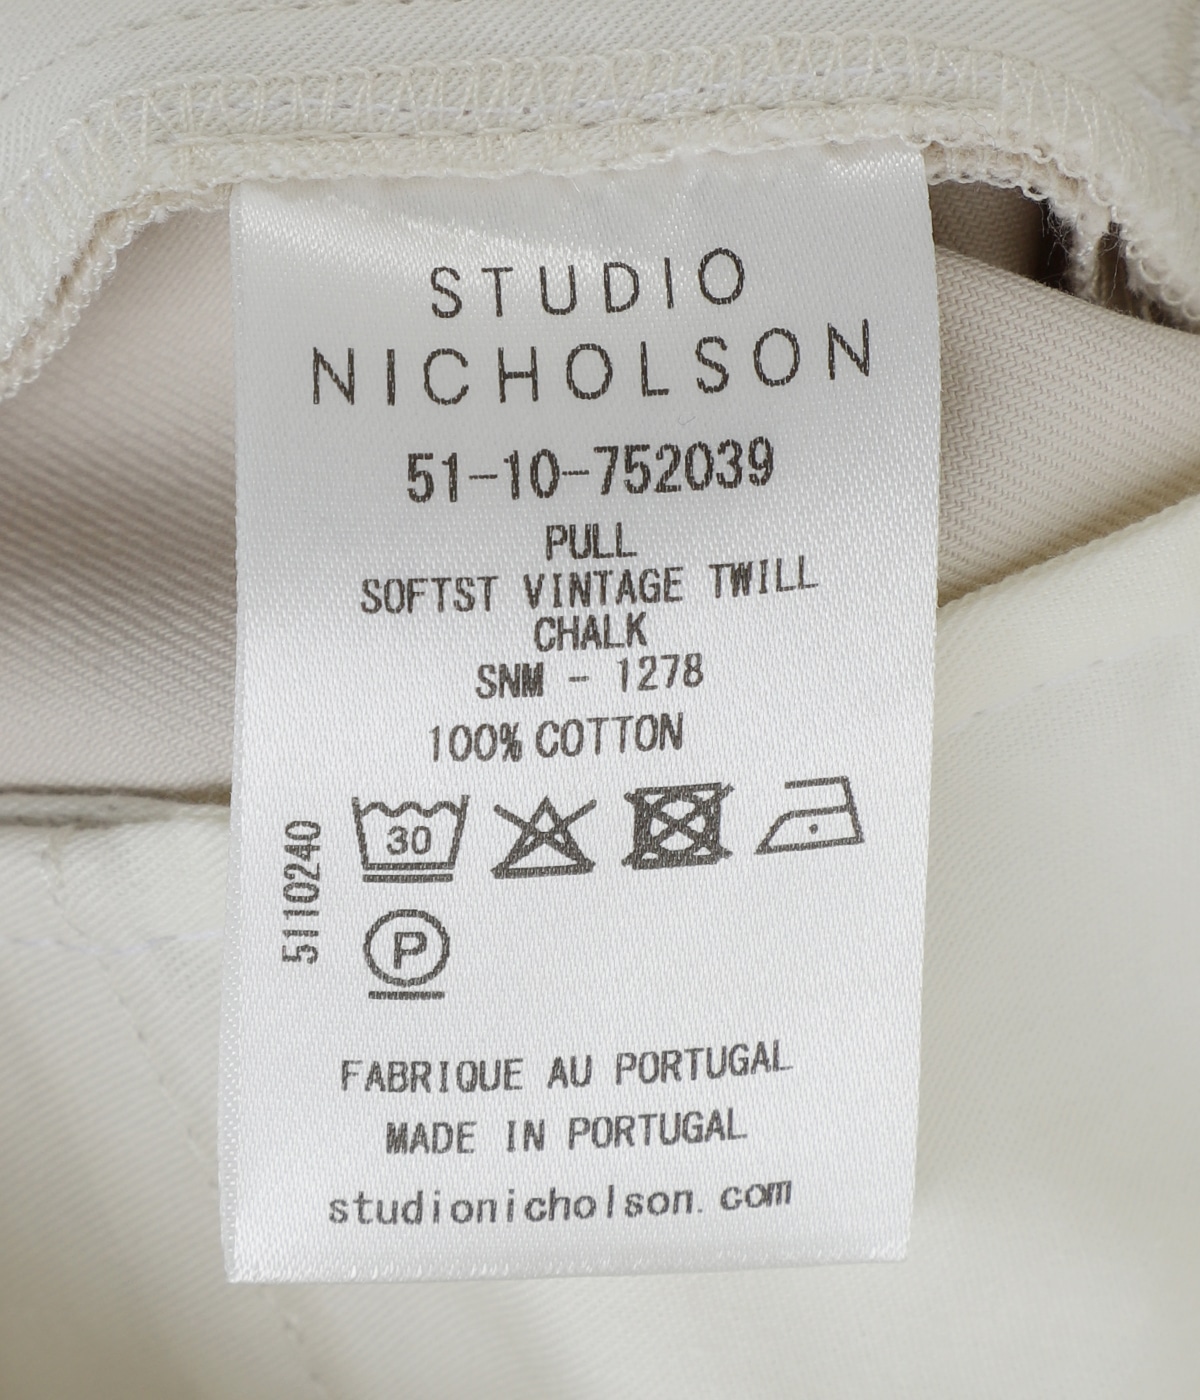 STUDIO
NICHOLSON
51-10-752039
PULL
SOFTST VINTAGE TWILL
CHALK
SNM - 1278
100% COTTON
30
5110240
P
FABRIQUE AU PORTUGAL
MADE IN PORTUGAL
studionicholson.com